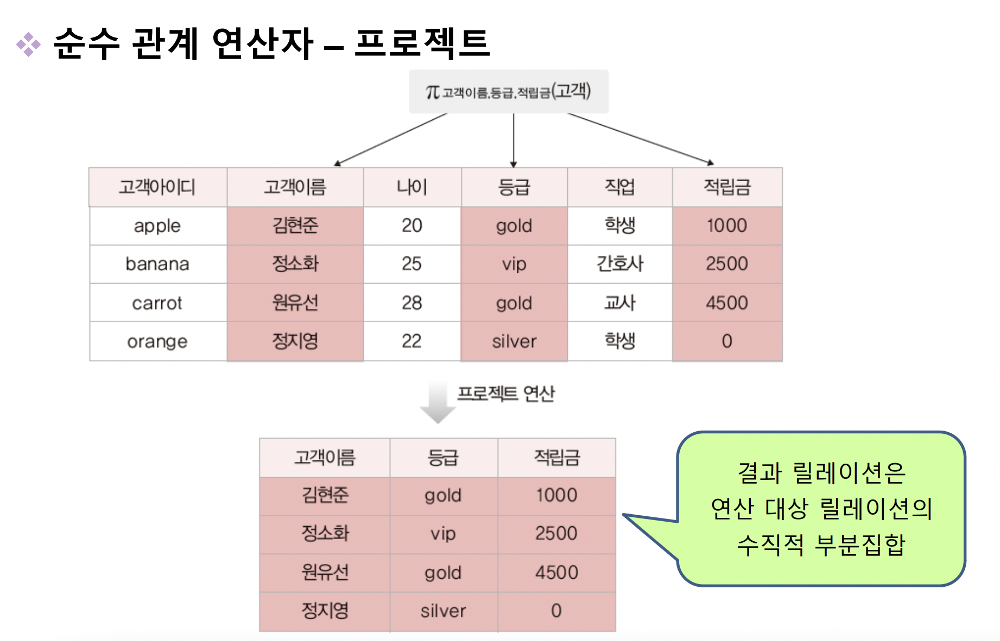 순수 관계 연산자 – 프로젝트
π 고객이름,등급,적립금(고객)
고객아이디 고객이름 나이 등급 직업 적립금
apple 김현준 20 gold 학생 1000
banana 정소화 25 vip 간호사 2500
carrot 원유선 28 gold 교사 4500
orange 정지영 22 silver 학생 0
프로젝트 연산
고객이름 등급 적립금
김현준 gold 1000
정소화 vip 2500
원유선 gold 4500
정지영 silver 0
결과 릴레이션은
연산 대상 릴레이션의
수직적 부분집합